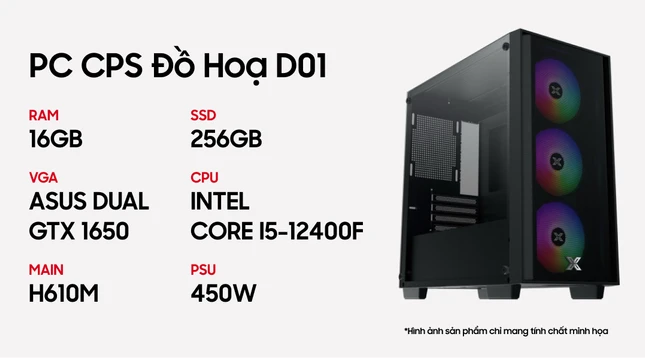 PC CPS Đồ Hoạ D01
RAM
16GB
SSD
256GB
VGA
ASUS DUAL
GTX 1650
CPU
INTEL
CORE I5-12400F
MAIN
H610M
PSU
450W
*Hình ảnh sản phẩm chỉ mang tính chất minh họa